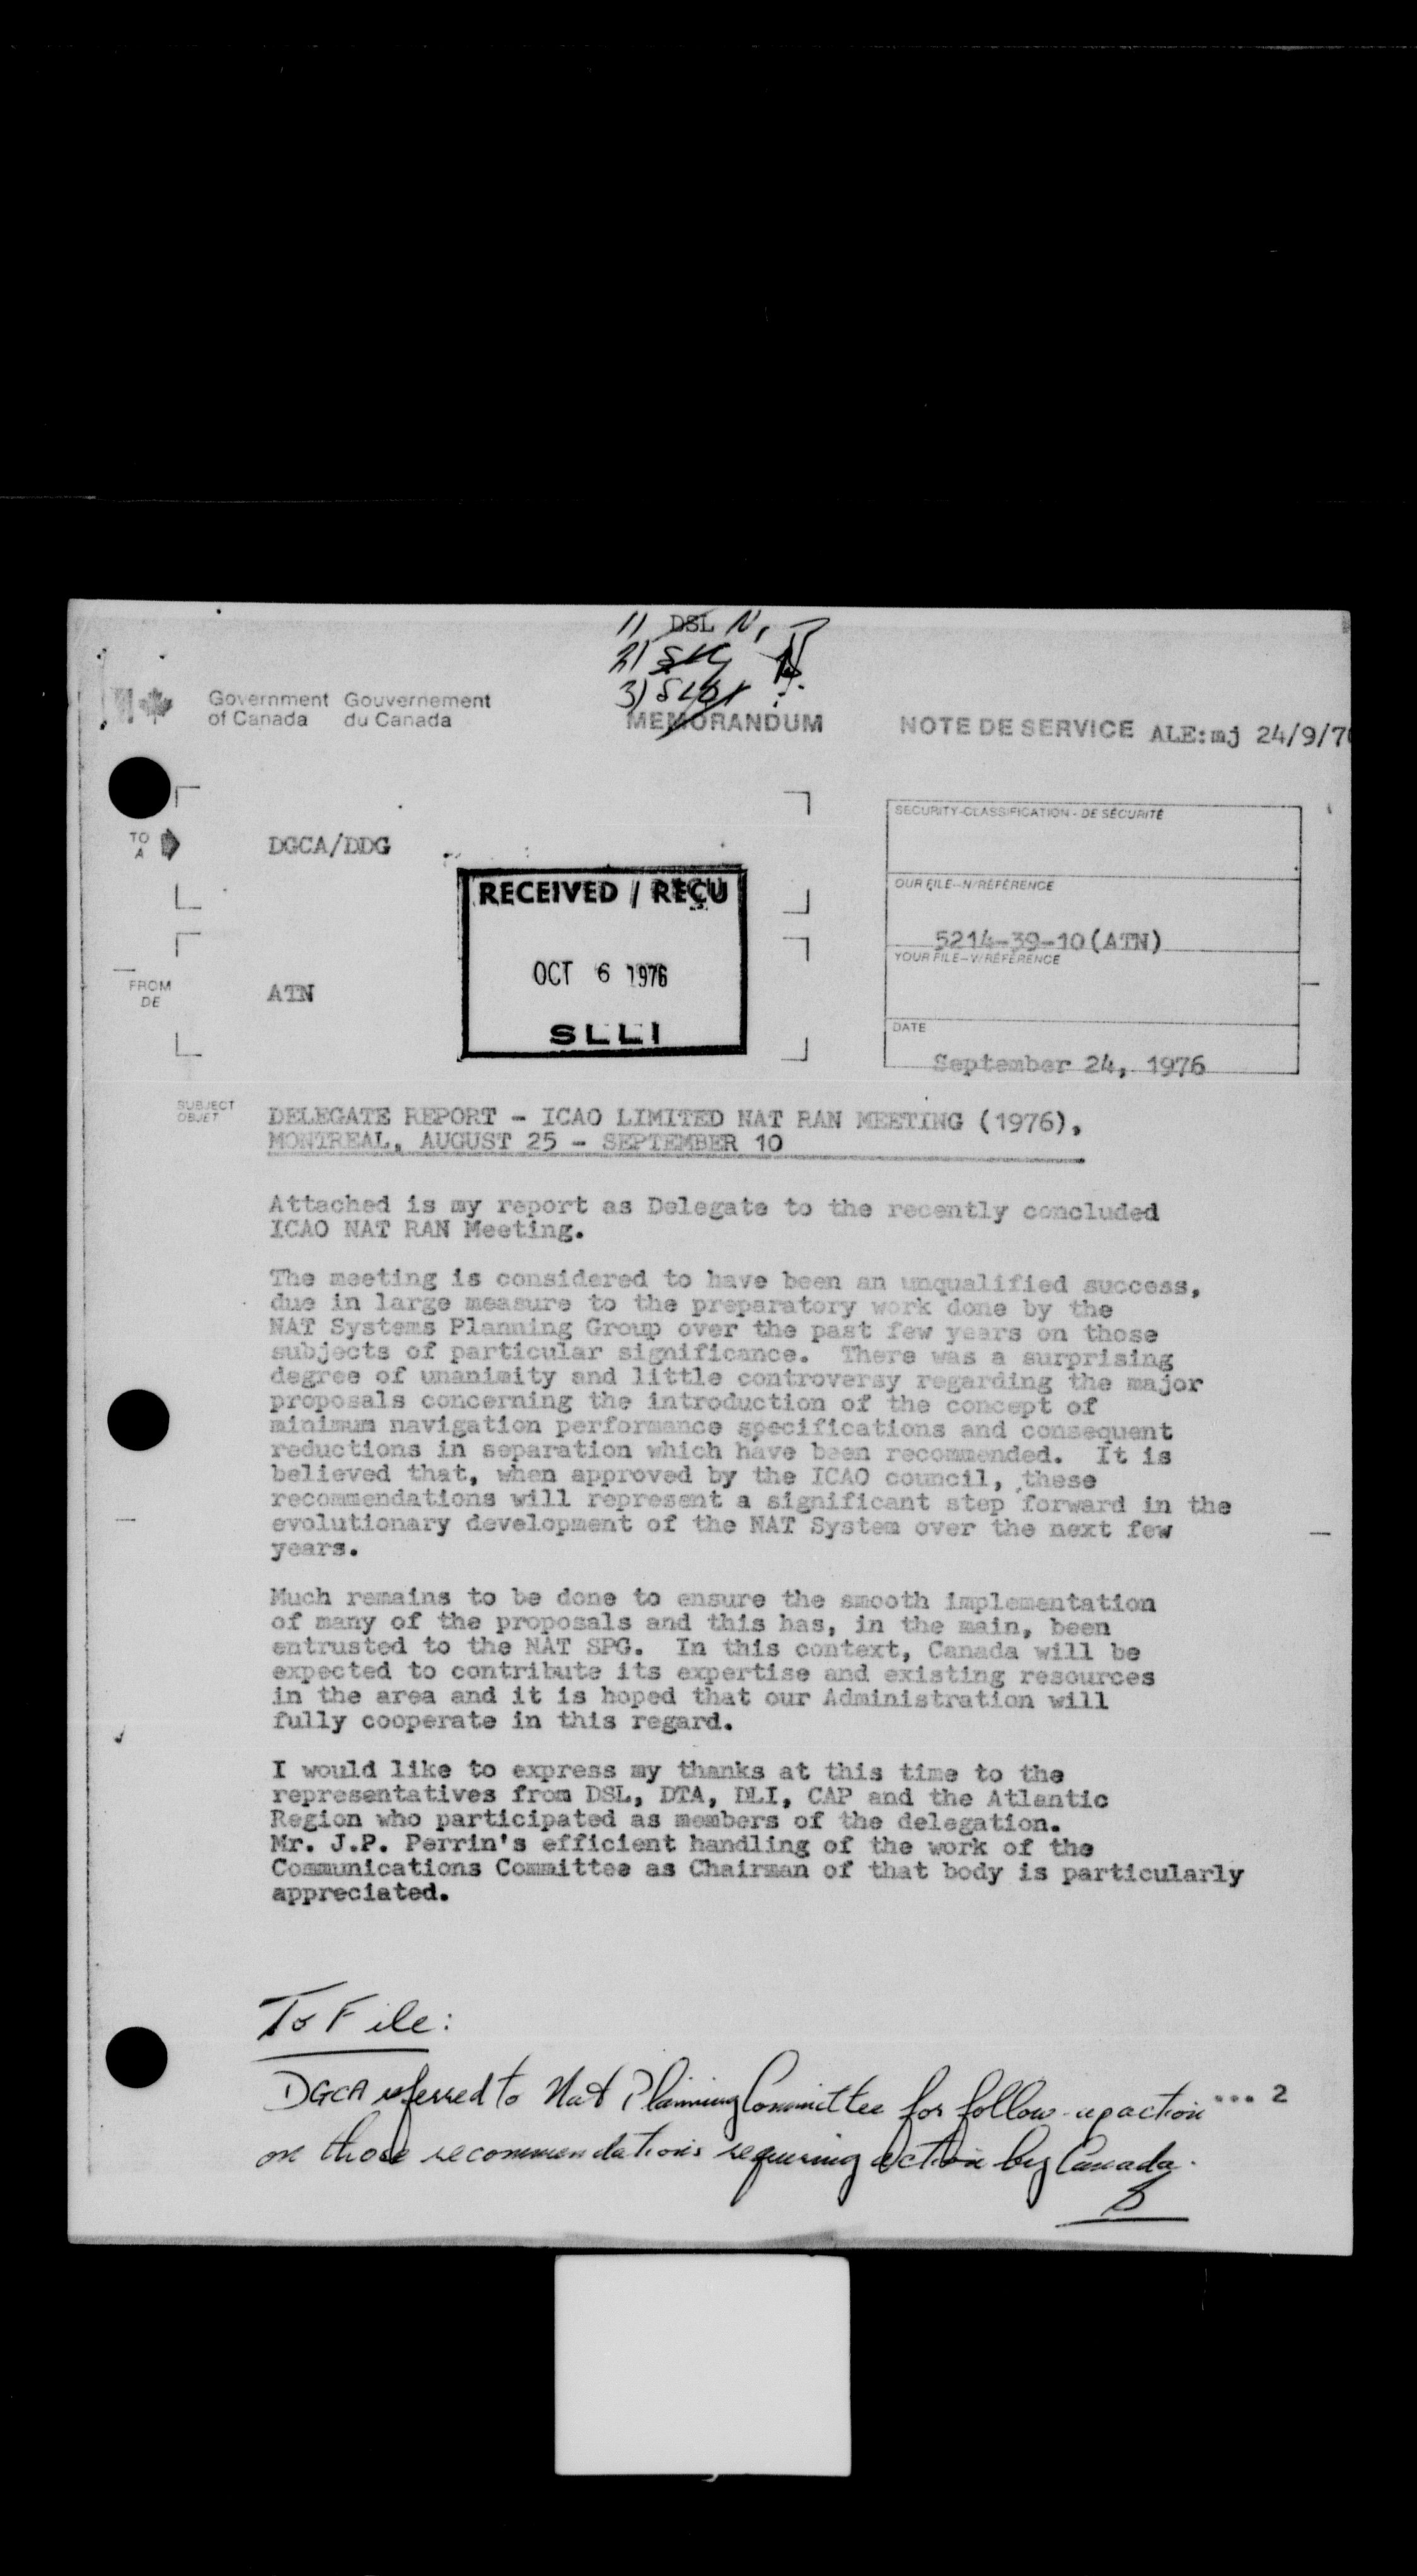 1) DSL
2)
3)
Government Gouvernement
of Canada du Canada
MEMORANDUM NOTE DE SERVICE ALE:mj 24/9/7
SECURITY-CLASSIFICATION - DE SÉCURITÉ
TO
A
DGCA/DDG
RECEIVED / REÇU
OCT 6 1976
SLLI
OUR FILE-N/RÉFÉRENCE
5214-39-10(ATN)
YOUR FILE-V/RÉFÉRENCE
FROM
DE
ATN
DATE
September 24, 1976
SUBJECT
OBJET
DELEGATE REPORT - ICAO LIMITED NAT RAN MEETING (1976),
MONTREAL, AUGUST 25 - SEPTEMBER 10
Attached is my report as Delegate to the recently concluded
ICAO NAT RAN Meeting.
The meeting is considered to have been an unqualified success,
due in large measure to the preparatory work done by the
NAT Systems Planning Group over the past few years on those
subjects of particular significance. There was a surprising
degree of unanimity and little controversy regarding the major
proposals concerning the introduction of the concept of
minimum navigation performance specifications and consequent
reductions in separation which have been recommended. It is
believed that, when approved by the ICAO council, these
recommendations will represent a significant step forward in the
evolutionary development of the NAT System over the next few
years.
Much remains to be done to ensure the smooth implementation
of many of the proposals and this has, in the main, been
entrusted to the NAT SPG. In this context, Canada will be
expected to contribute its expertise and existing resources
in the area and it is hoped that our Administration will
fully cooperate in this regard.
I would like to express my thanks at this time to the
representatives from DSL, DTA, DLI, CAP and the Atlantic
Region who participated as members of the delegation.
Mr. J.P. Perrin's efficient handling of the work of the
Communications Committee as Chairman of that body is particularly
appreciated.
To File:
DGCA referred to Nat Planning Committee for follow-up action
... 2
on those recommendations requiring action by Canada.